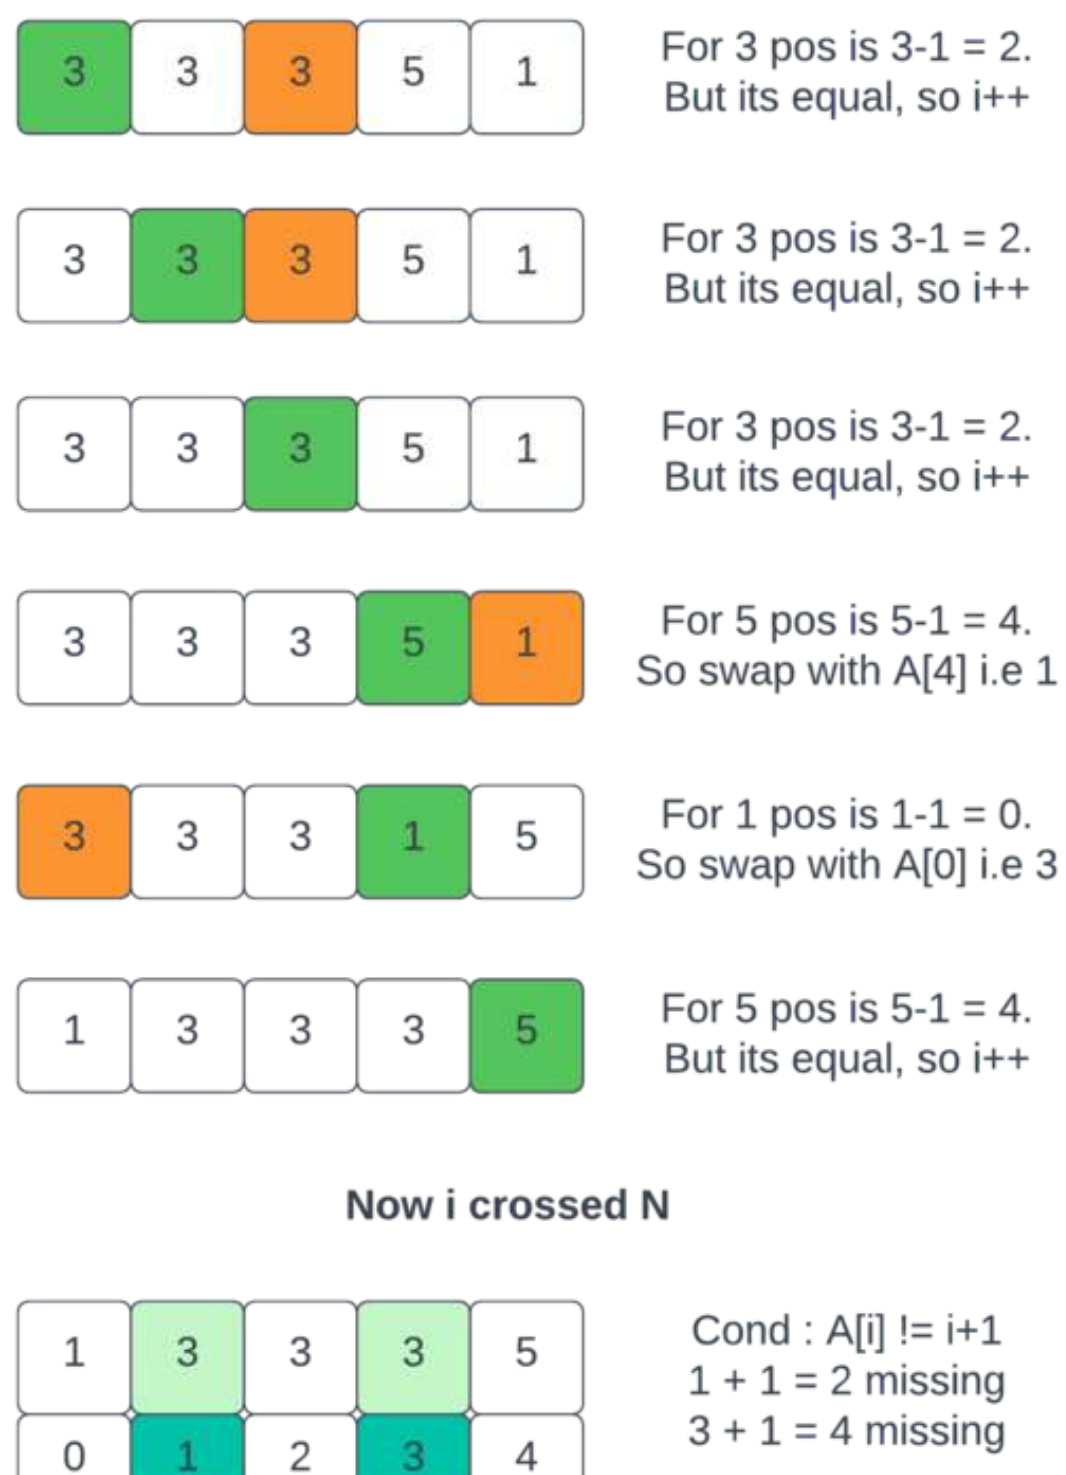 3 3 3 5 1
For 3 pos is 3-1 = 2.
But its equal, so i++
3 3 3 5 1
For 3 pos is 3-1 = 2.
But its equal, so i++
3 3 3 5 1
For 3 pos is 3-1 = 2.
But its equal, so i++
3 3 3 5 1
For 5 pos is 5-1 = 4.
So swap with A[4] i.e 1
3 3 3 1 5
For 1 pos is 1-1 = 0.
So swap with A[0] i.e 3
1 3 3 3 5
For 5 pos is 5-1 = 4.
But its equal, so i++
Now i crossed N
1 3 3 3 5
0 1 2 3 4
Cond : A[i] != i+1
1 + 1 = 2 missing
3 + 1 = 4 missing